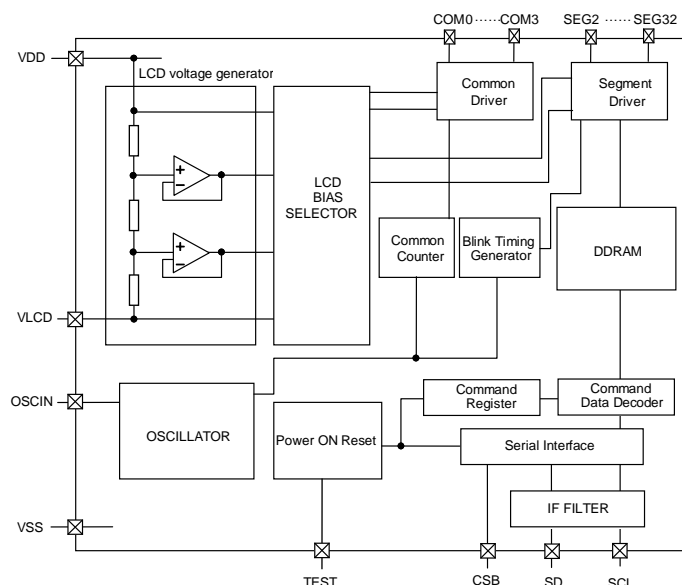 COM0 ······ COM3 SEG2 ······ SEG32
VDD
LCD voltage generator
Common
Driver
Segment
Driver
+
−
LCD
BIAS
SELECTOR
+
−
Common
Counter
Blink Timing
Generator
DDRAM
VLCD
OSCIN
OSCILLATOR
Power ON Reset
Command
Register
Command
Data Decoder
Serial Interface
IF FILTER
VSS
TEST CSB SD SCL